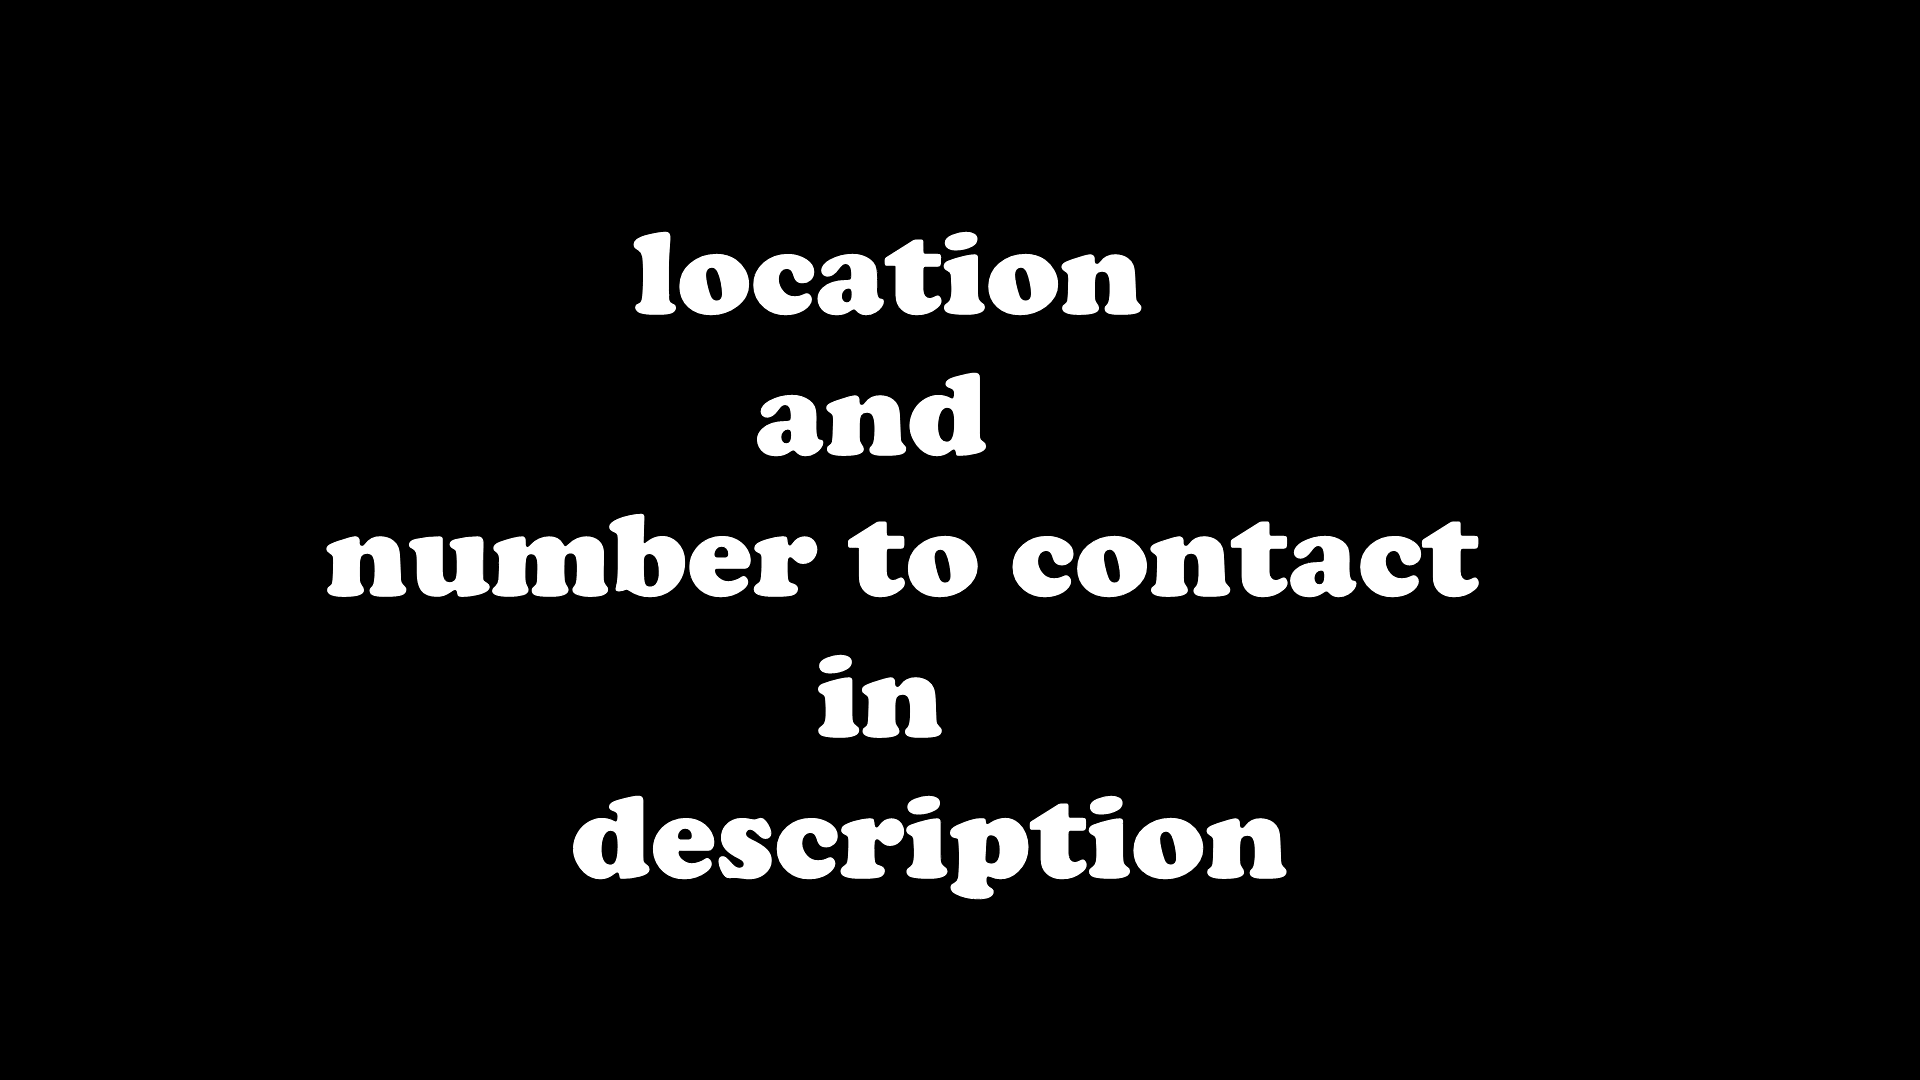 location
and
number to contact
in
description